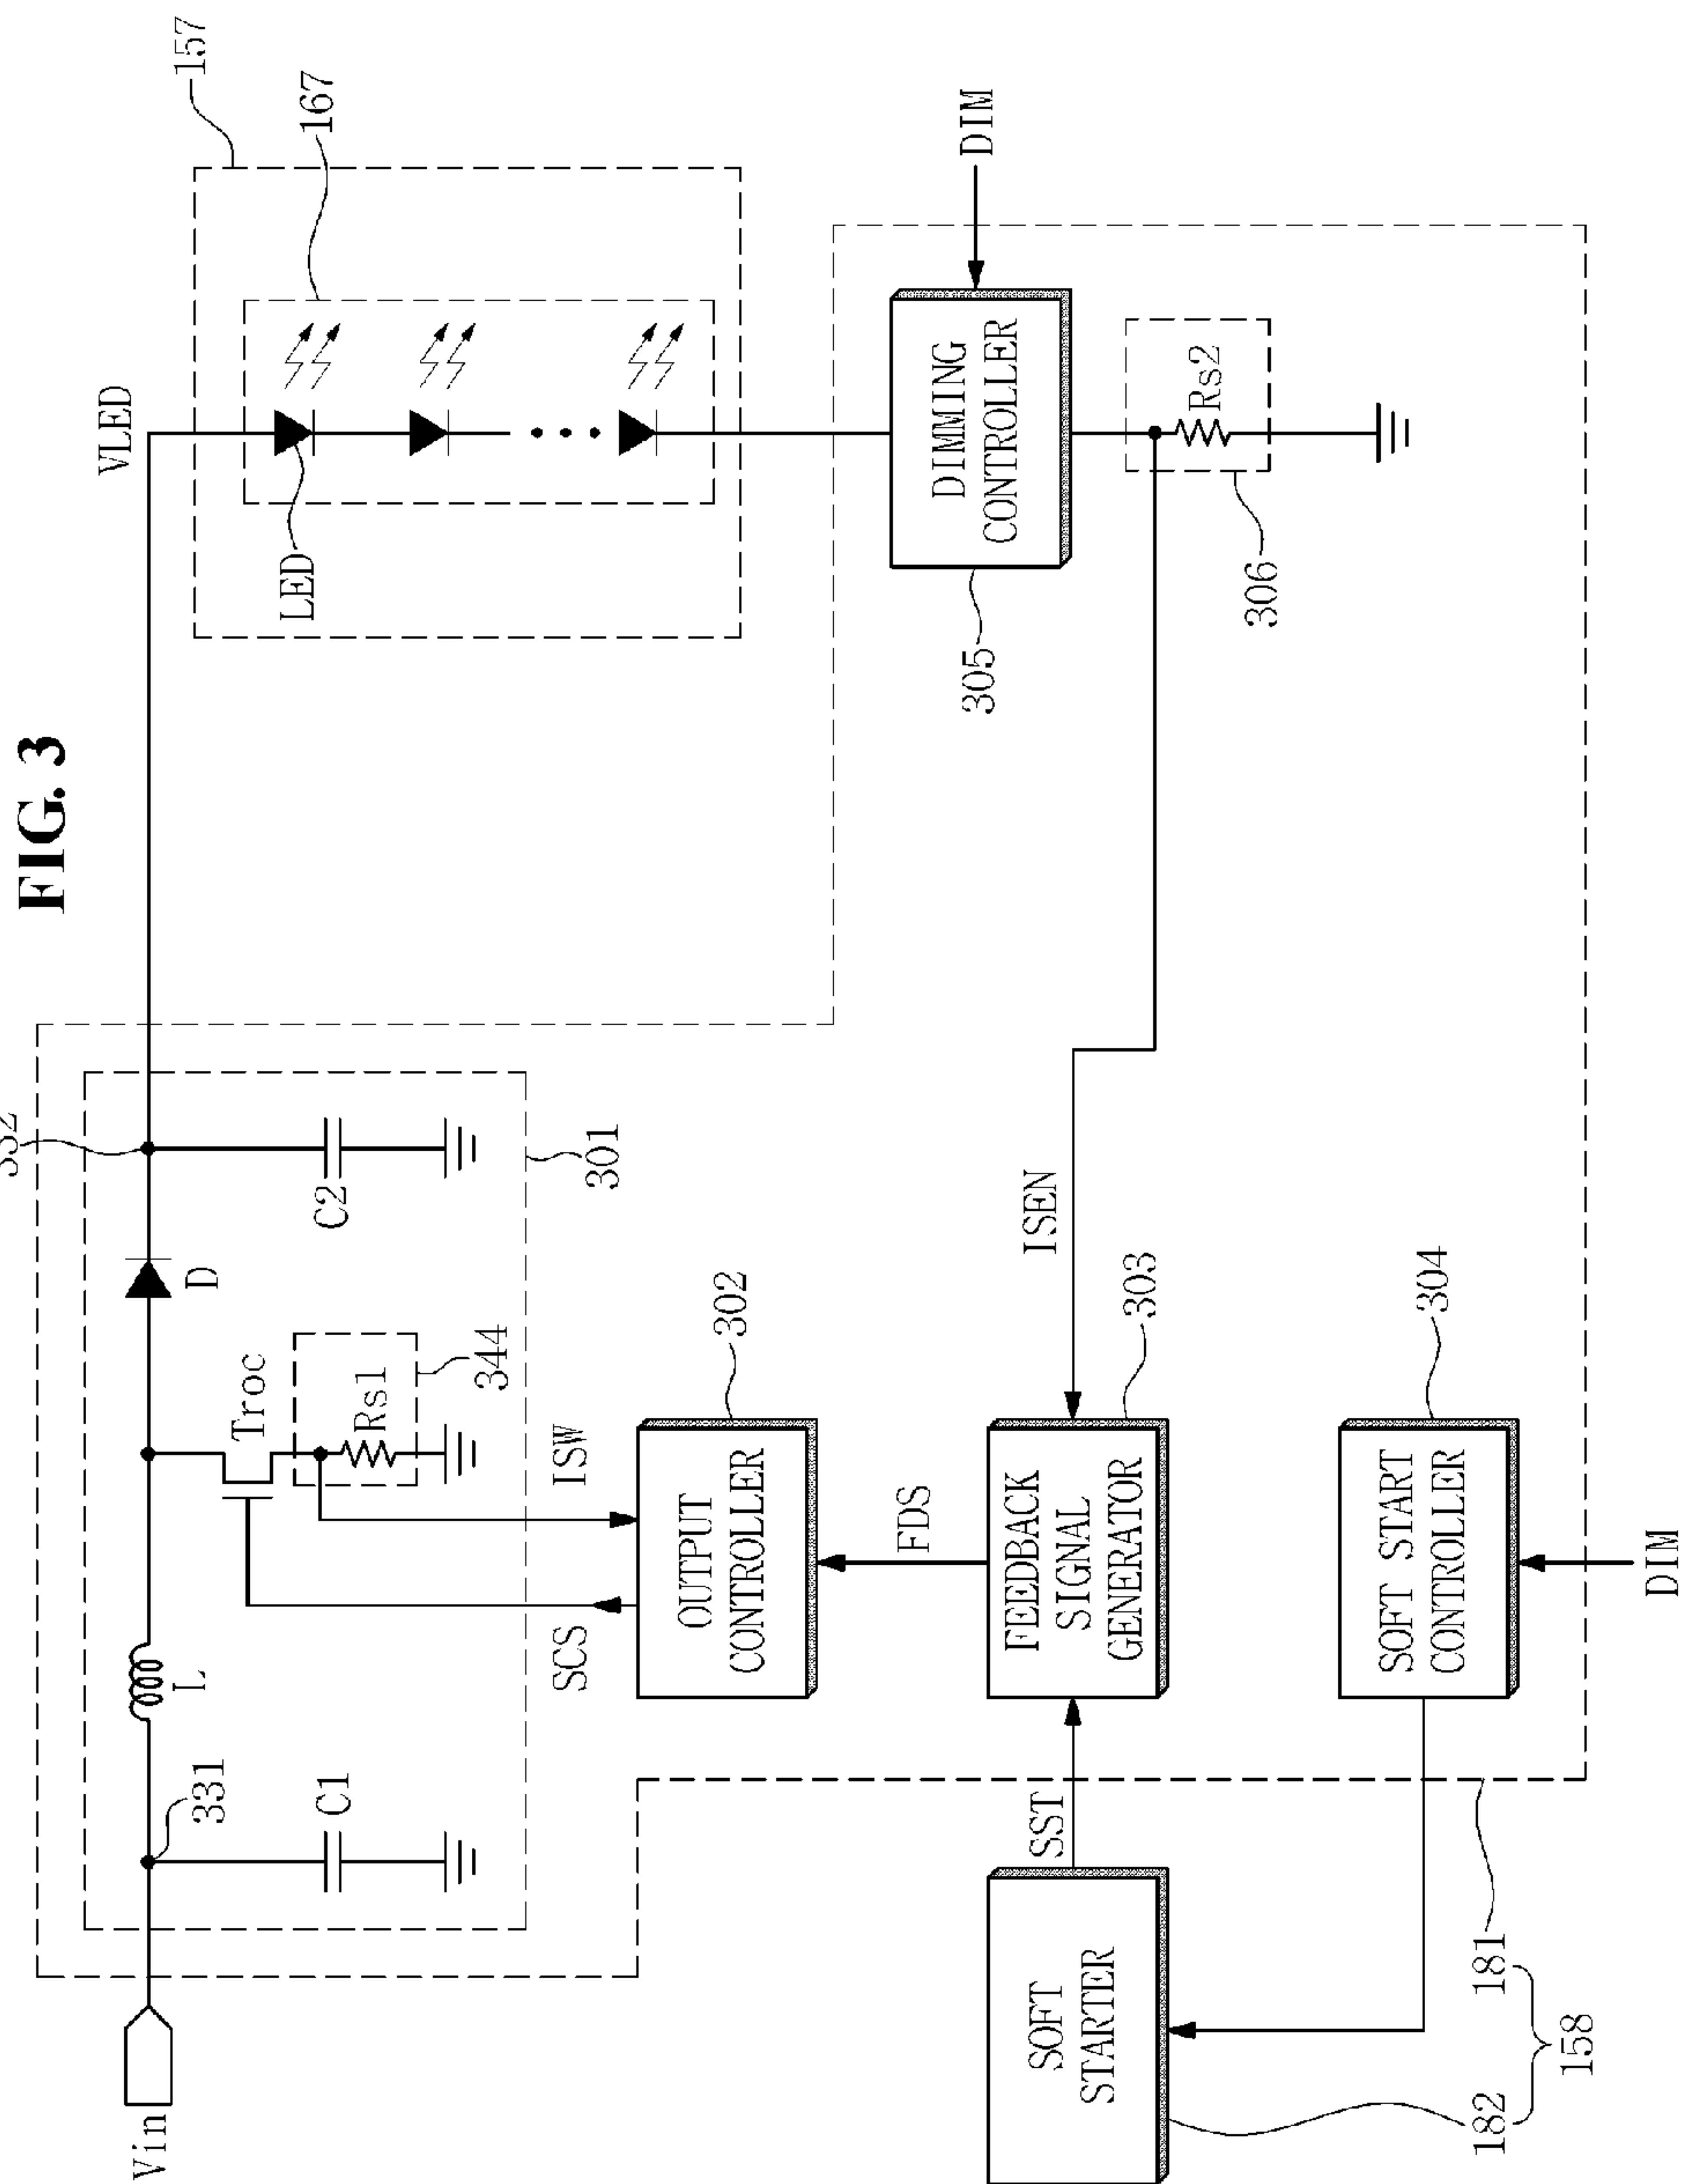 FIG. 3
Vin
331
L
C1
Troc
Rs1
344
D
C2
332
301
VLED
157
167
LED
SCS
ISW
OUTPUT
CONTROLLER
302
FDS
SST
FEEDBACK
SIGNAL
GENERATOR
303
ISEN
DIMMING
CONTROLLER
305
DIM
Rs2
306
SOFT
STARTER
SOFT START
CONTROLLER
304
DIM
182
181
158